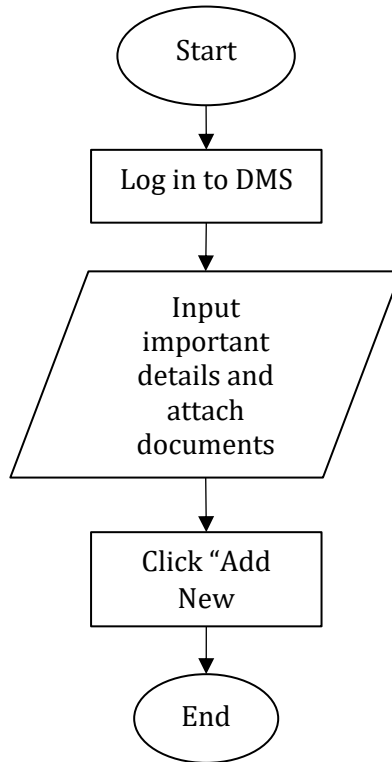 Start
Log in to DMS
Input
important
details and
attach
documents
Click “Add
New
End